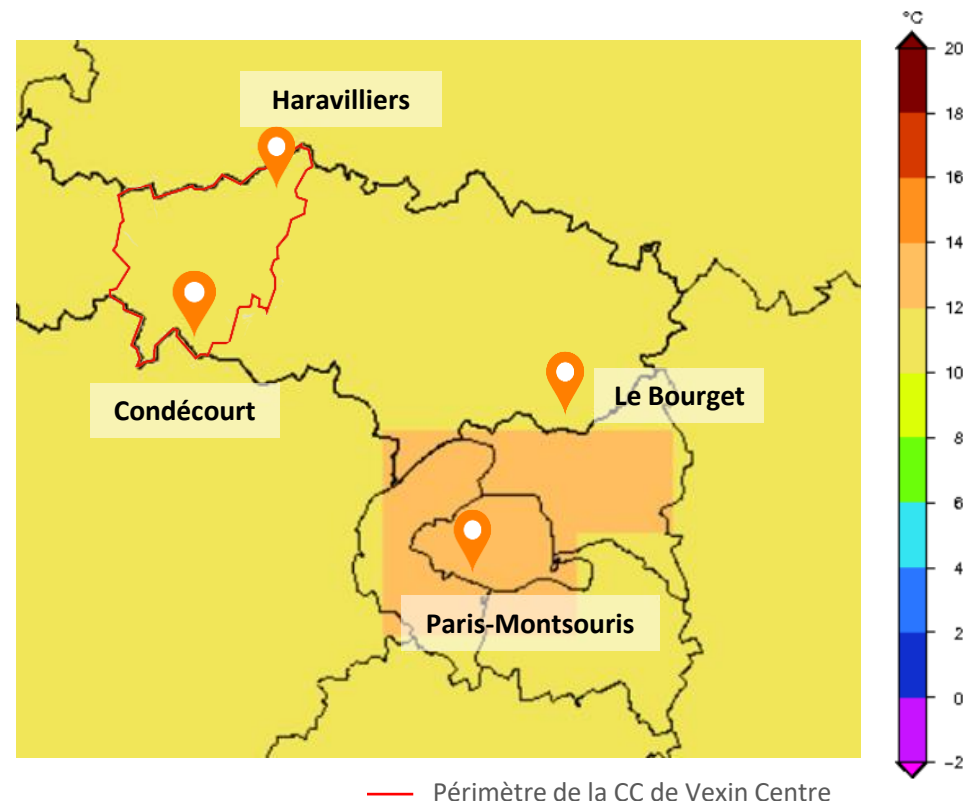 °C
Haravilliers
Condécourt
Le Bourget
Paris-Montsouris
20
18
16
14
12
10
8
6
4
2
0
-2
Périmètre de la CC de Vexin Centre